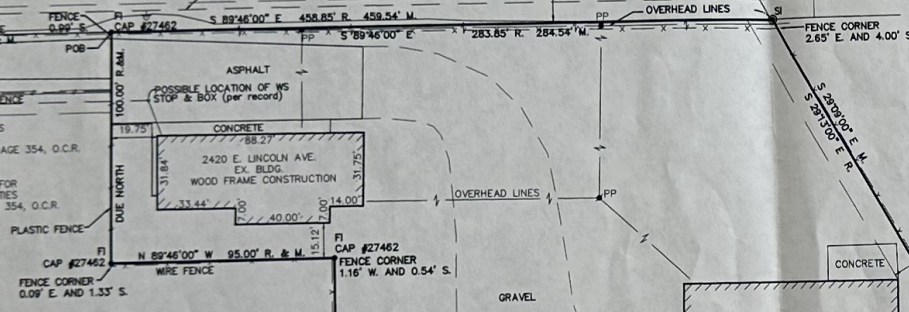 FENCE
0.99' S.
FI
CAP #27462
POB
S 89°46'00" E 458.85' R. 459.54' M.
PP
S 89°46'00" E 283.85' R. 284.54' M.
PP
OVERHEAD LINES
SI
FENCE CORNER
2.65' E. AND 4.00' S
100.00' R.&M.
ASPHALT
POSSIBLE LOCATION OF WS
STOP & BOX (per record)
ENCE
S 29°09'00" E M.
S 29°13'00" E R.
19.75'
CONCRETE
88.27'
AGE 354, O.C.R.
31.84'
2420 E. LINCOLN AVE.
EX. BLDG.
WOOD FRAME CONSTRUCTION
31.75'
FOR
TIES
354, O.C.R.
DUE NORTH
33.44'
7.00'
40.00'
7.00'
14.00'
OVERHEAD LINES
PP
PLASTIC FENCE
15.12'
FI
CAP #27462
N 89°46'00" W 95.00' R. & M.
WIRE FENCE
FI
CAP #27462
FENCE CORNER
1.16' W. AND 0.54' S.
FENCE CORNER
0.09' E. AND 1.33' S.
CONCRETE
GRAVEL